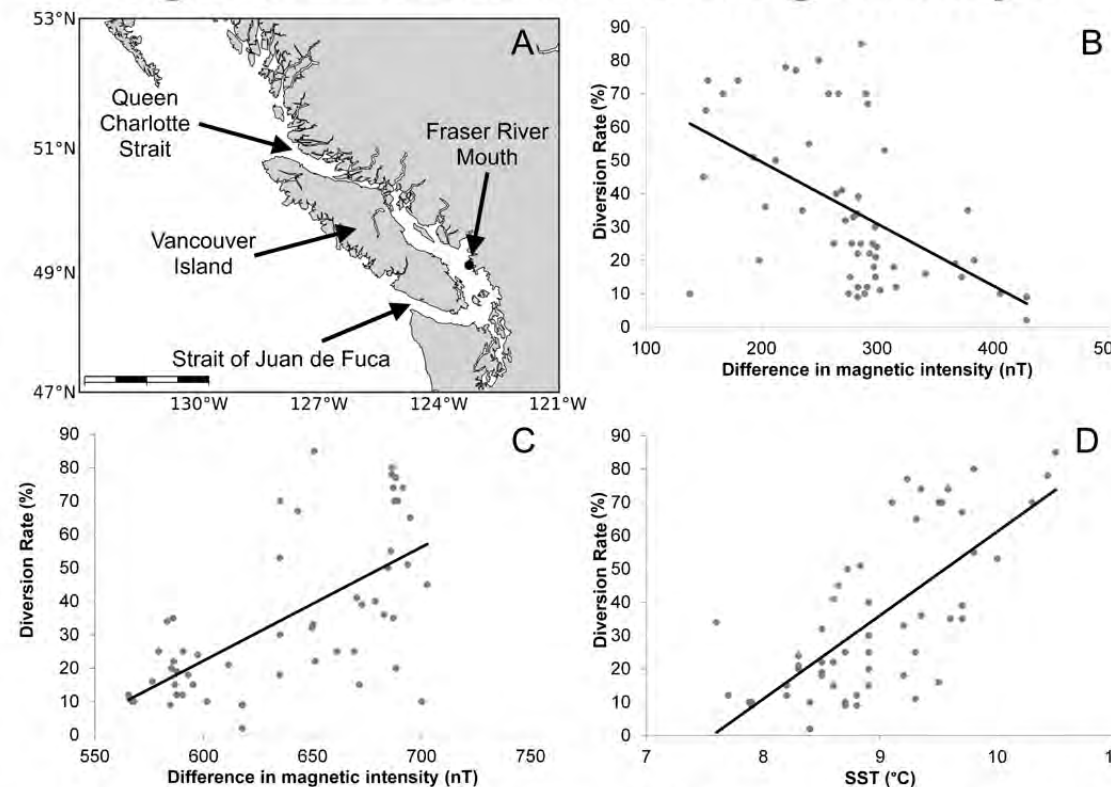 53°N
51°N
49°N
47°N
130°W
127°W
124°W
121°W
A
Queen
Charlotte
Strait
Fraser River
Mouth
Vancouver
Island
Strait of Juan de Fuca
B
Diversion Rate (%)
90
80
70
60
50
40
30
20
10
0
100
200
300
400
Difference in magnetic intensity (nT)
C
Diversion Rate (%)
90
80
70
60
50
40
30
20
10
0
550
600
650
700
750
Difference in magnetic intensity (nT)
D
Diversion Rate (%)
90
80
70
60
50
40
30
20
10
0
7
8
9
10
SST (°C)